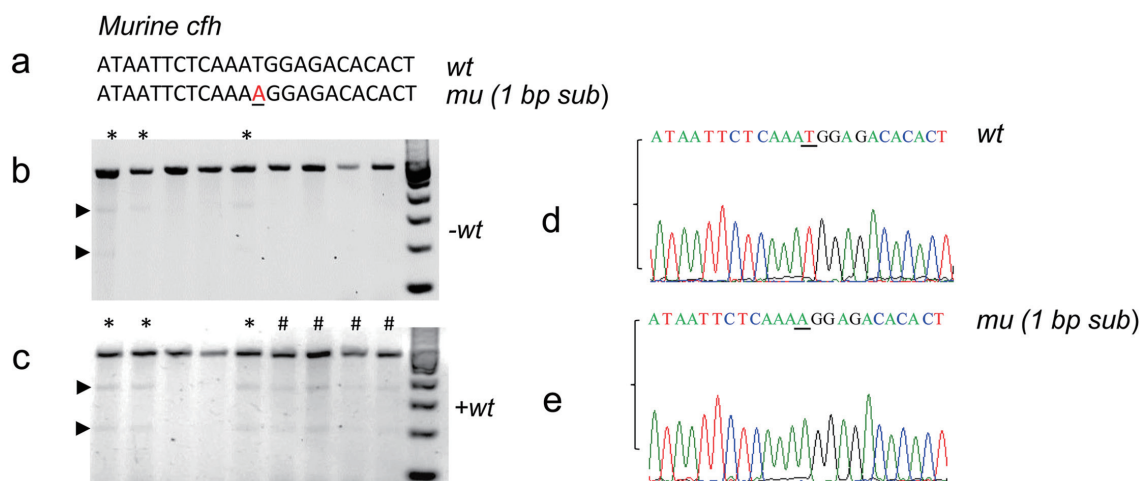 Murine cfh
a
ATAATTCTCAAATGGAGACACACT wt
ATAATTCTCAAAAGGAGACACACT mu (1 bp sub)
* * *
b
-wt
* * * # # # #
c
+wt
ATAATTCTCAAATGGAGACACACT wt
d
ATAATTCTCAAAAGGAGACACACT mu (1 bp sub)
e